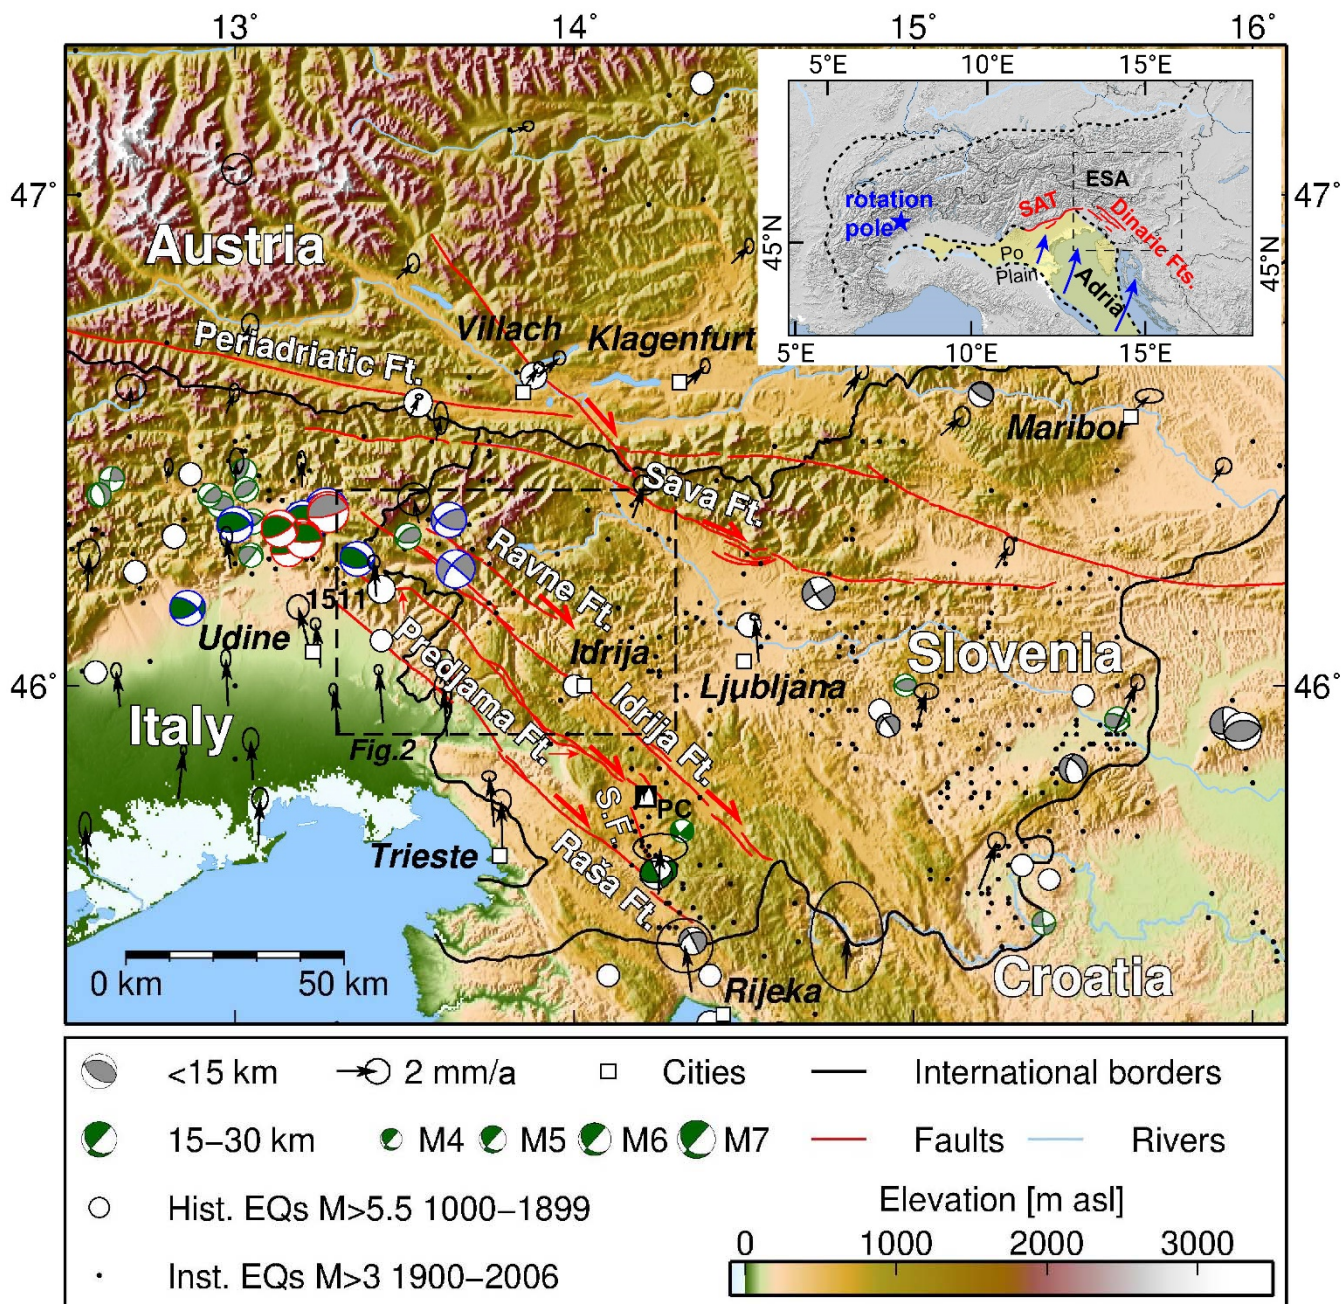 13° 14° 15° 16°
5°E 10°E 15°E
47° 47°
ESA
rotation
pole
SAT
Dinaric Fts.
45°N 45°N
Po
Plain
Adria
5°E 10°E 15°E
Austria
Villach
Klagenfurt
Periadriatic Ft.
Maribor
Sava Ft.
Ravne Ft.
1511
Udine
Idrija
Predjama Ft.
Ljubljana
Slovenia
46° 46°
Italy
Idrija Ft.
Fig.2
S.F.
PC
Trieste
Raša Ft.
0 km 50 km
Rijeka
Croatia
<15 km 2 mm/a Cities International borders
15–30 km M4 M5 M6 M7 Faults Rivers
Hist. EQs M>5.5 1000–1899
Elevation [m asl]
0 1000 2000 3000
Inst. EQs M>3 1900–2006